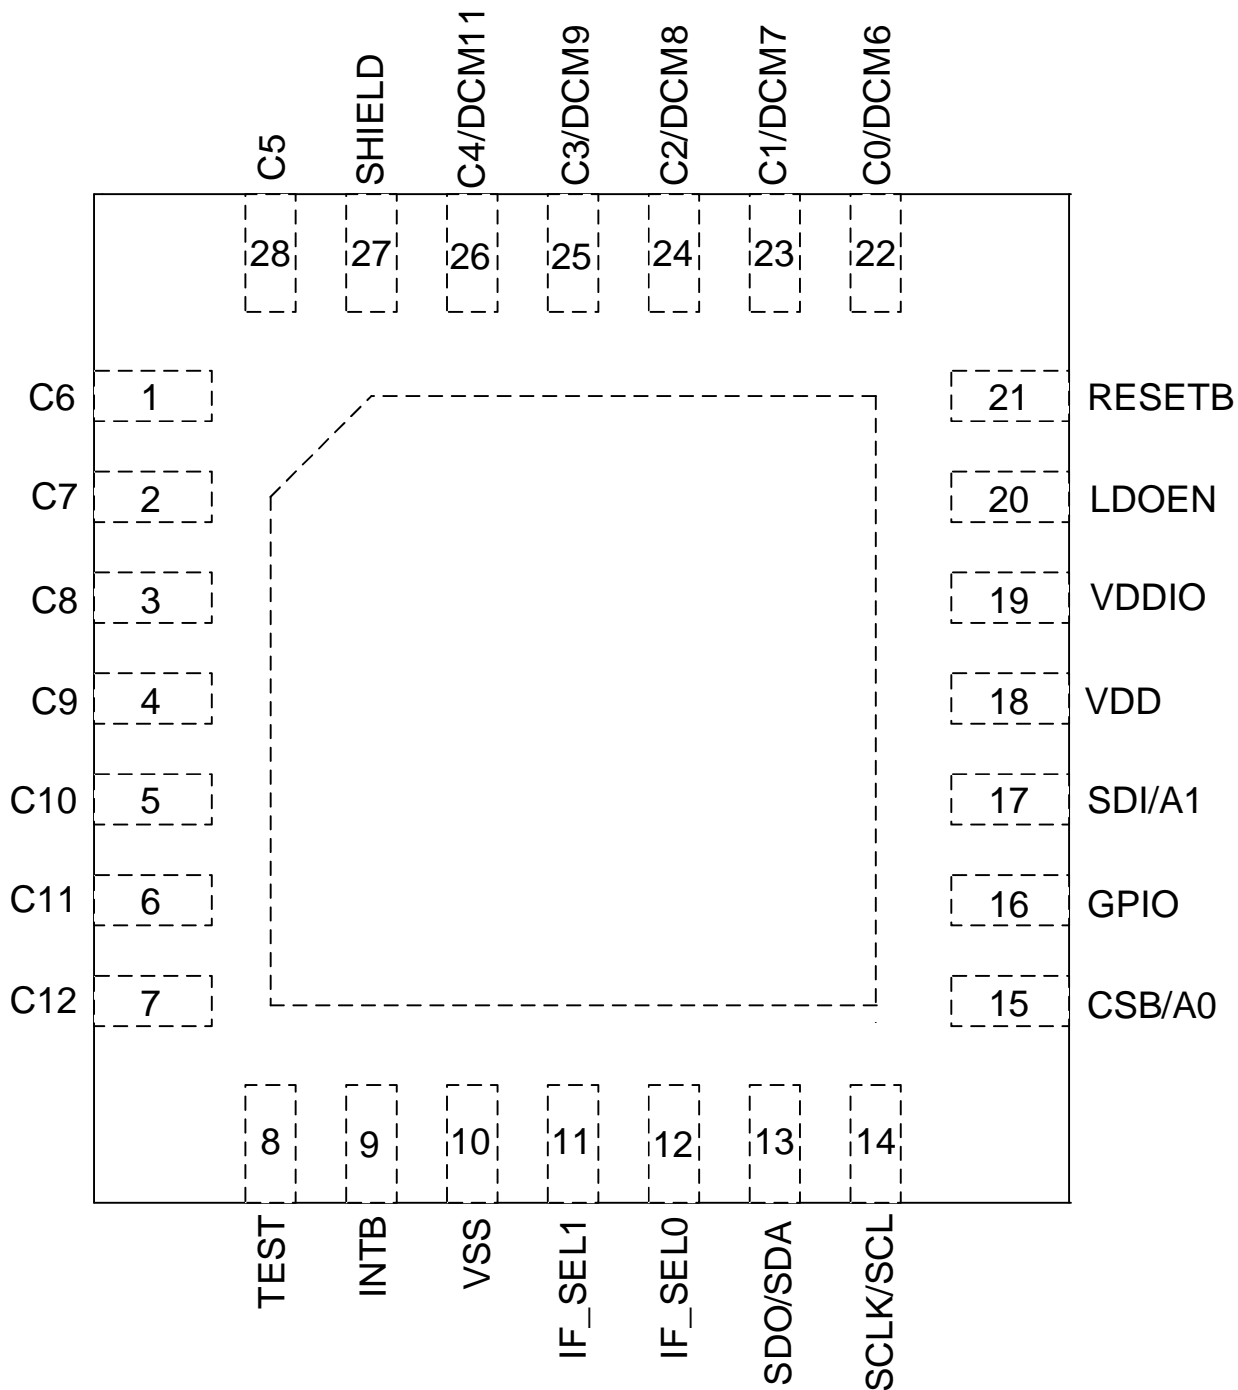 C5
SHIELD
C4/DCM11
C3/DCM9
C2/DCM8
C1/DCM7
C0/DCM6
28
27
26
25
24
23
22
C6
1
21
RESETB
C7
2
20
LDOEN
C8
3
19
VDDIO
C9
4
18
VDD
C10
5
17
SDI/A1
C11
6
16
GPIO
C12
7
15
CSB/A0
8
9
10
11
12
13
14
TEST
INTB
VSS
IF_SEL1
IF_SEL0
SDO/SDA
SCLK/SCL